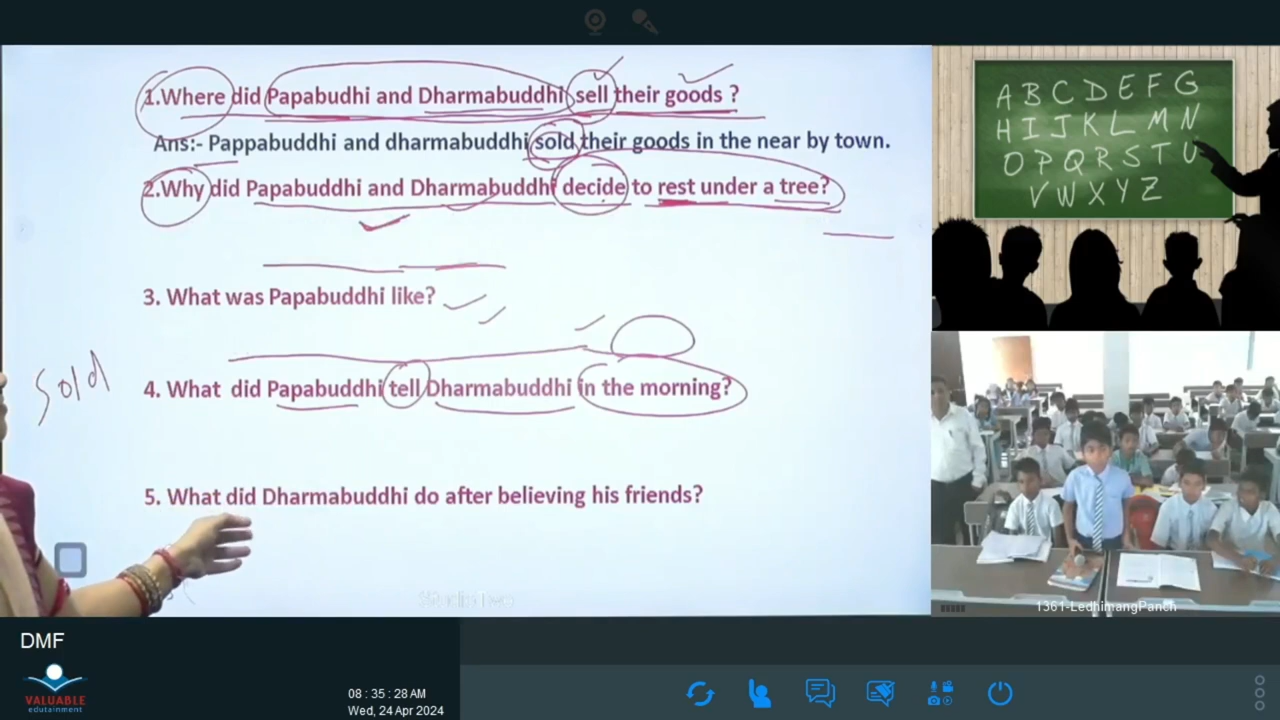 1.Where did Papabudhi and Dharmabuddhi sell their goods ?
Ans:- Pappabuddhi and dharmabuddhi sold their goods in the near by town.
2.Why did Papabuddhi and Dharmabuddhi decide to rest under a tree?
3. What was Papabuddhi like?
Sold
4. What did Papabuddhi tell Dharmabuddhi in the morning?
5. What did Dharmabuddhi do after believing his friends?
A B C D E F G
H I J K L M N
O P Q R S T U
V W X Y Z
1361-LedhimangPanch
DMF
VALUABLE
edutainment
08 : 35 : 28 AM
Wed, 24 Apr 2024